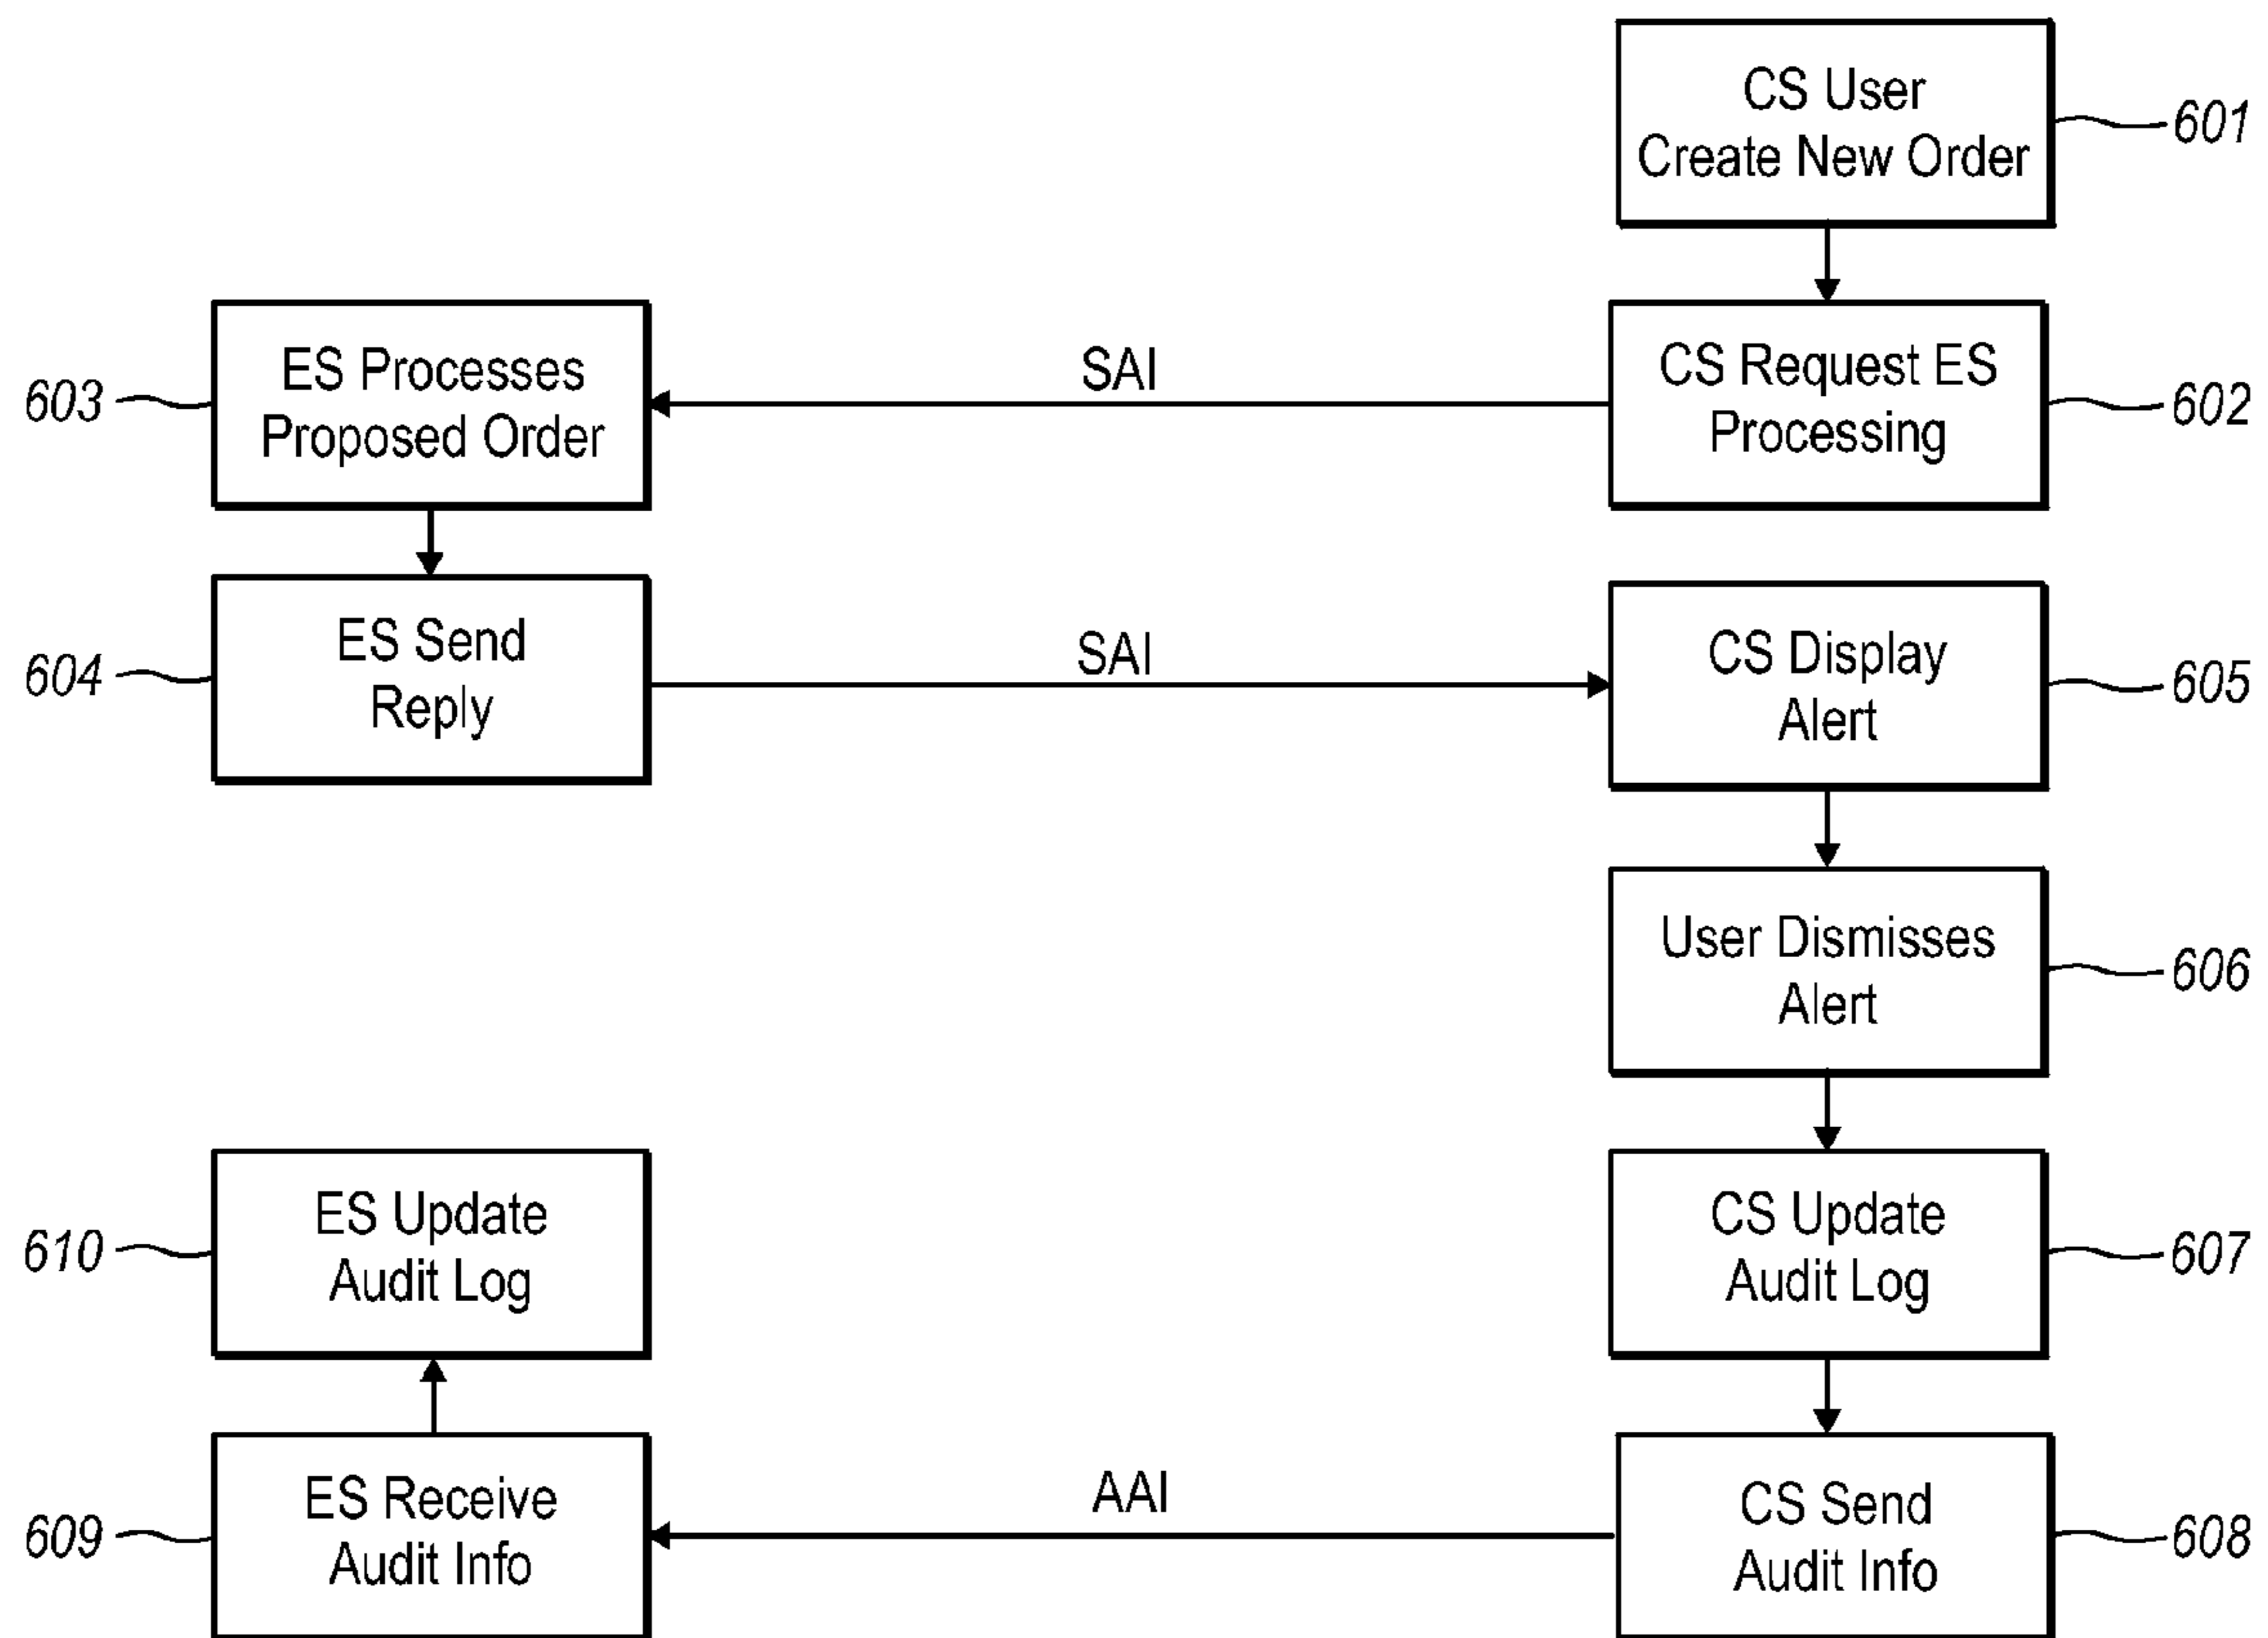 CS User
Create New Order
601
ES Processes
Proposed Order
603
SAI
CS Request ES
Processing
602
ES Send
Reply
604
SAI
CS Display
Alert
605
User Dismisses
Alert
606
ES Update
Audit Log
610
CS Update
Audit Log
607
ES Receive
Audit Info
609
AAI
CS Send
Audit Info
608